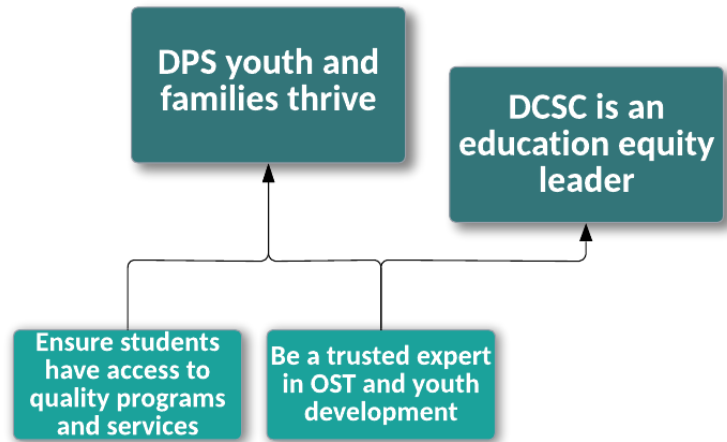 DPS youth and
families thrive
DCSC is an
education equity
leader
Ensure students
have access to
quality programs
and services
Be a trusted expert
in OST and youth
development